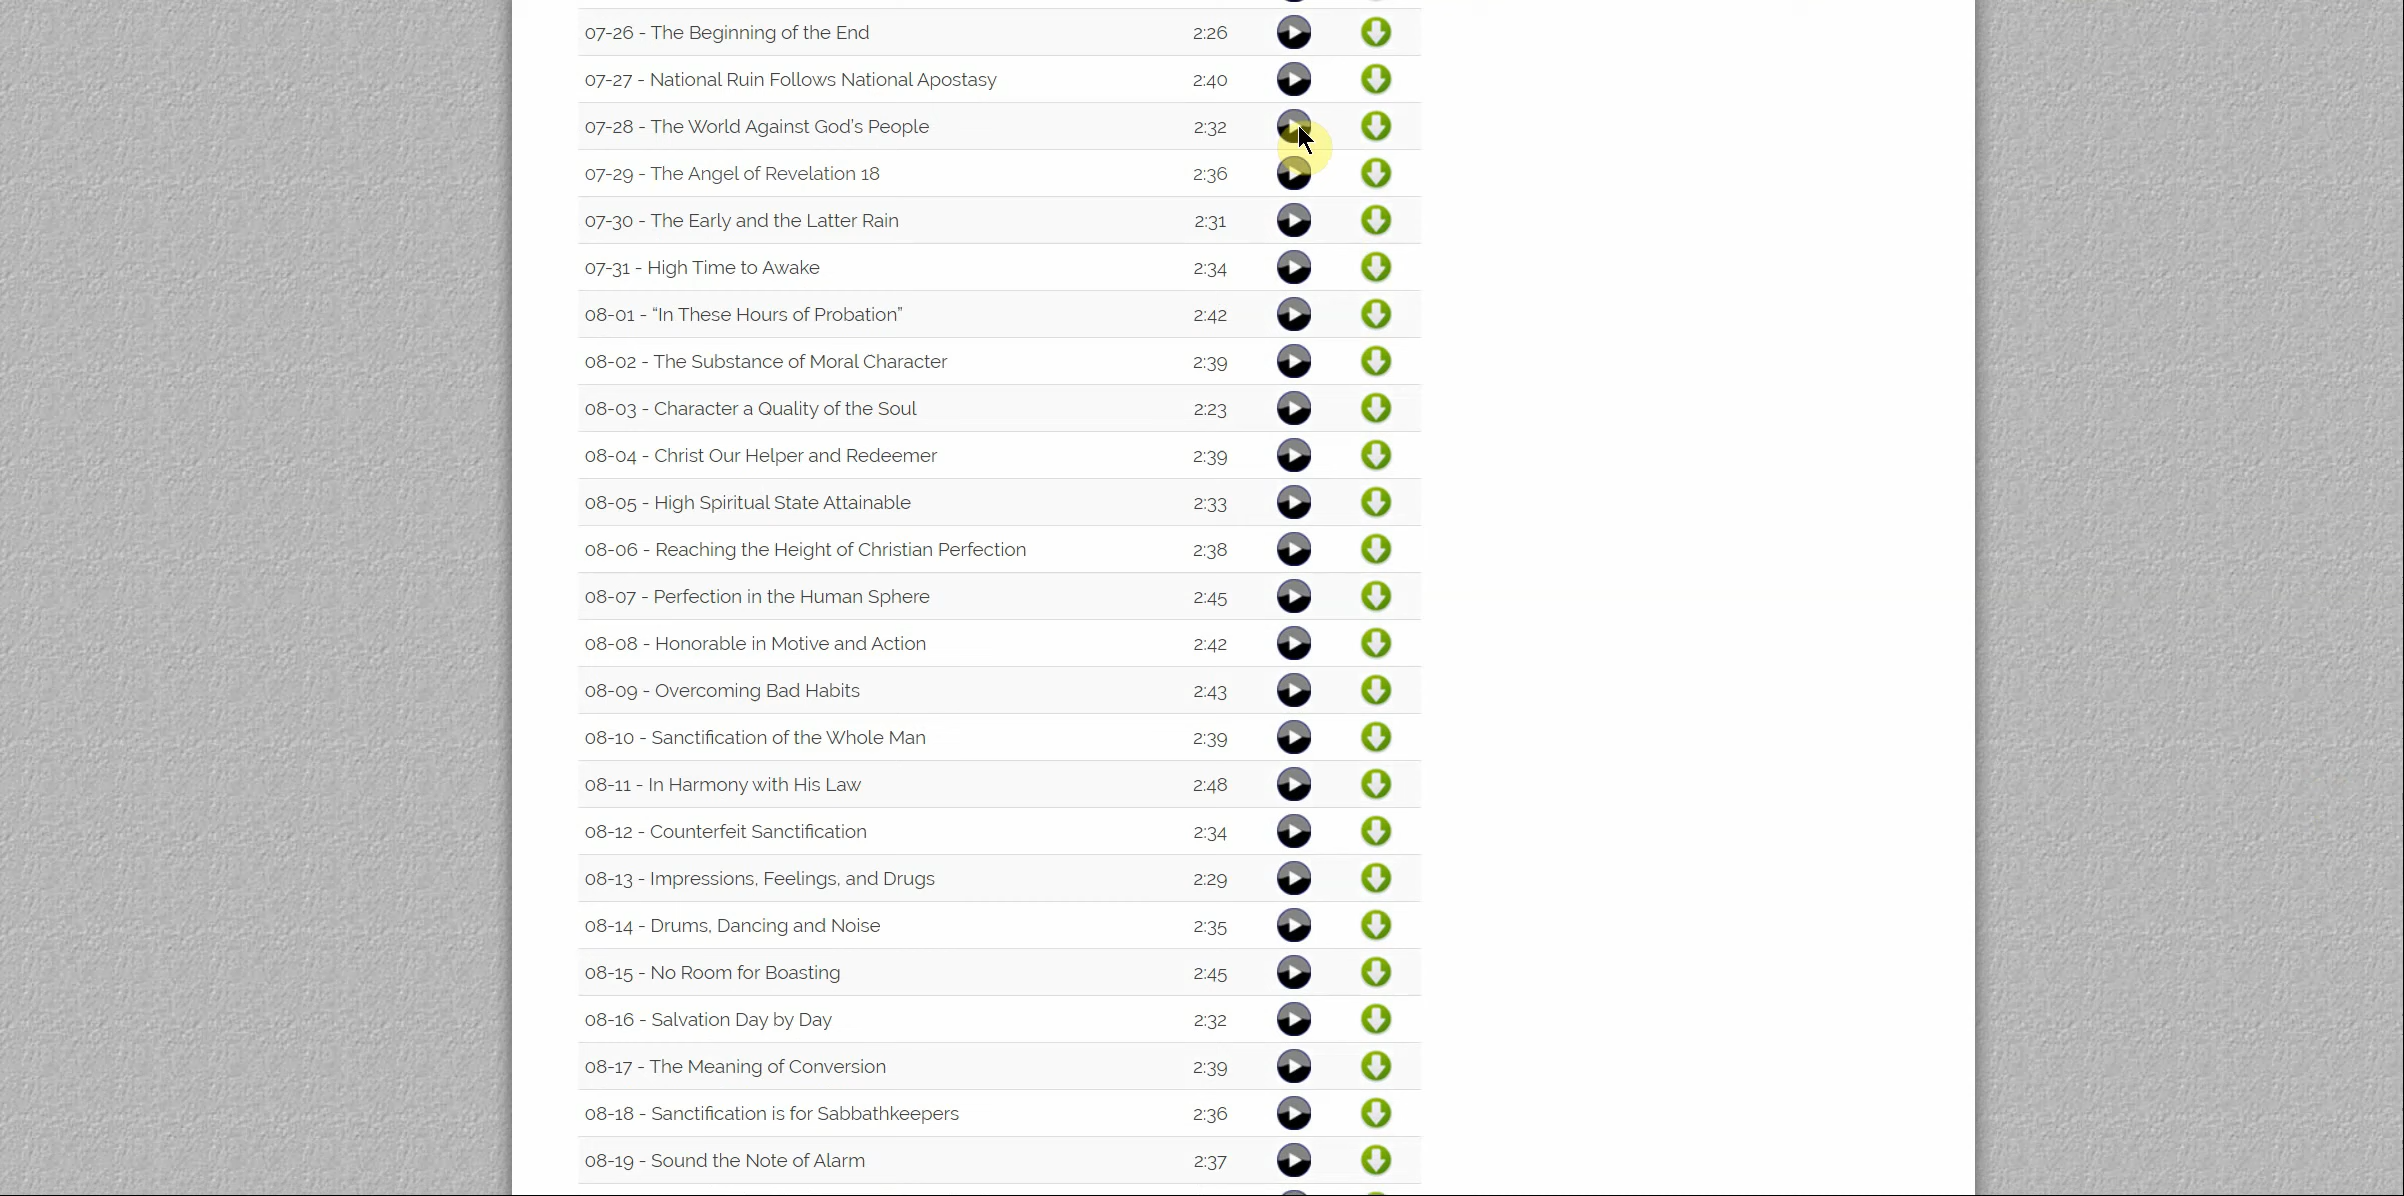 07-26 - The Beginning of the End 2:26
07-27 - National Ruin Follows National Apostasy 2:40
07-28 - The World Against God’s People 2:32
07-29 - The Angel of Revelation 18 2:36
07-30 - The Early and the Latter Rain 2:31
07-31 - High Time to Awake 2:34
08-01 - “In These Hours of Probation” 2:42
08-02 - The Substance of Moral Character 2:39
08-03 - Character a Quality of the Soul 2:23
08-04 - Christ Our Helper and Redeemer 2:39
08-05 - High Spiritual State Attainable 2:33
08-06 - Reaching the Height of Christian Perfection 2:38
08-07 - Perfection in the Human Sphere 2:45
08-08 - Honorable in Motive and Action 2:42
08-09 - Overcoming Bad Habits 2:43
08-10 - Sanctification of the Whole Man 2:39
08-11 - In Harmony with His Law 2:48
08-12 - Counterfeit Sanctification 2:34
08-13 - Impressions, Feelings, and Drugs 2:29
08-14 - Drums, Dancing and Noise 2:35
08-15 - No Room for Boasting 2:45
08-16 - Salvation Day by Day 2:32
08-17 - The Meaning of Conversion 2:39
08-18 - Sanctification is for Sabbathkeepers 2:36
08-19 - Sound the Note of Alarm 2:37